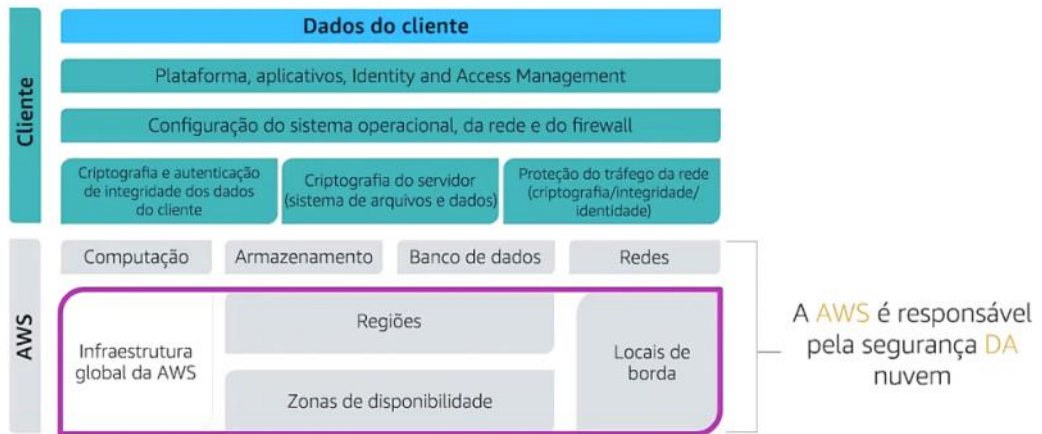 Cliente
Dados do cliente
Plataforma, aplicativos, Identity and Access Management
Configuração do sistema operacional, da rede e do firewall
Criptografia e autenticação
de integridade dos dados
do cliente
Criptografia do servidor
(sistema de arquivos e dados)
Proteção do tráfego da rede
(criptografia/integridade/
identidade)
AWS
Computação
Armazenamento
Banco de dados
Redes
Infraestrutura
global da AWS
Regiões
Zonas de disponibilidade
Locais de
borda
A AWS é responsável
pela segurança DA
nuvem